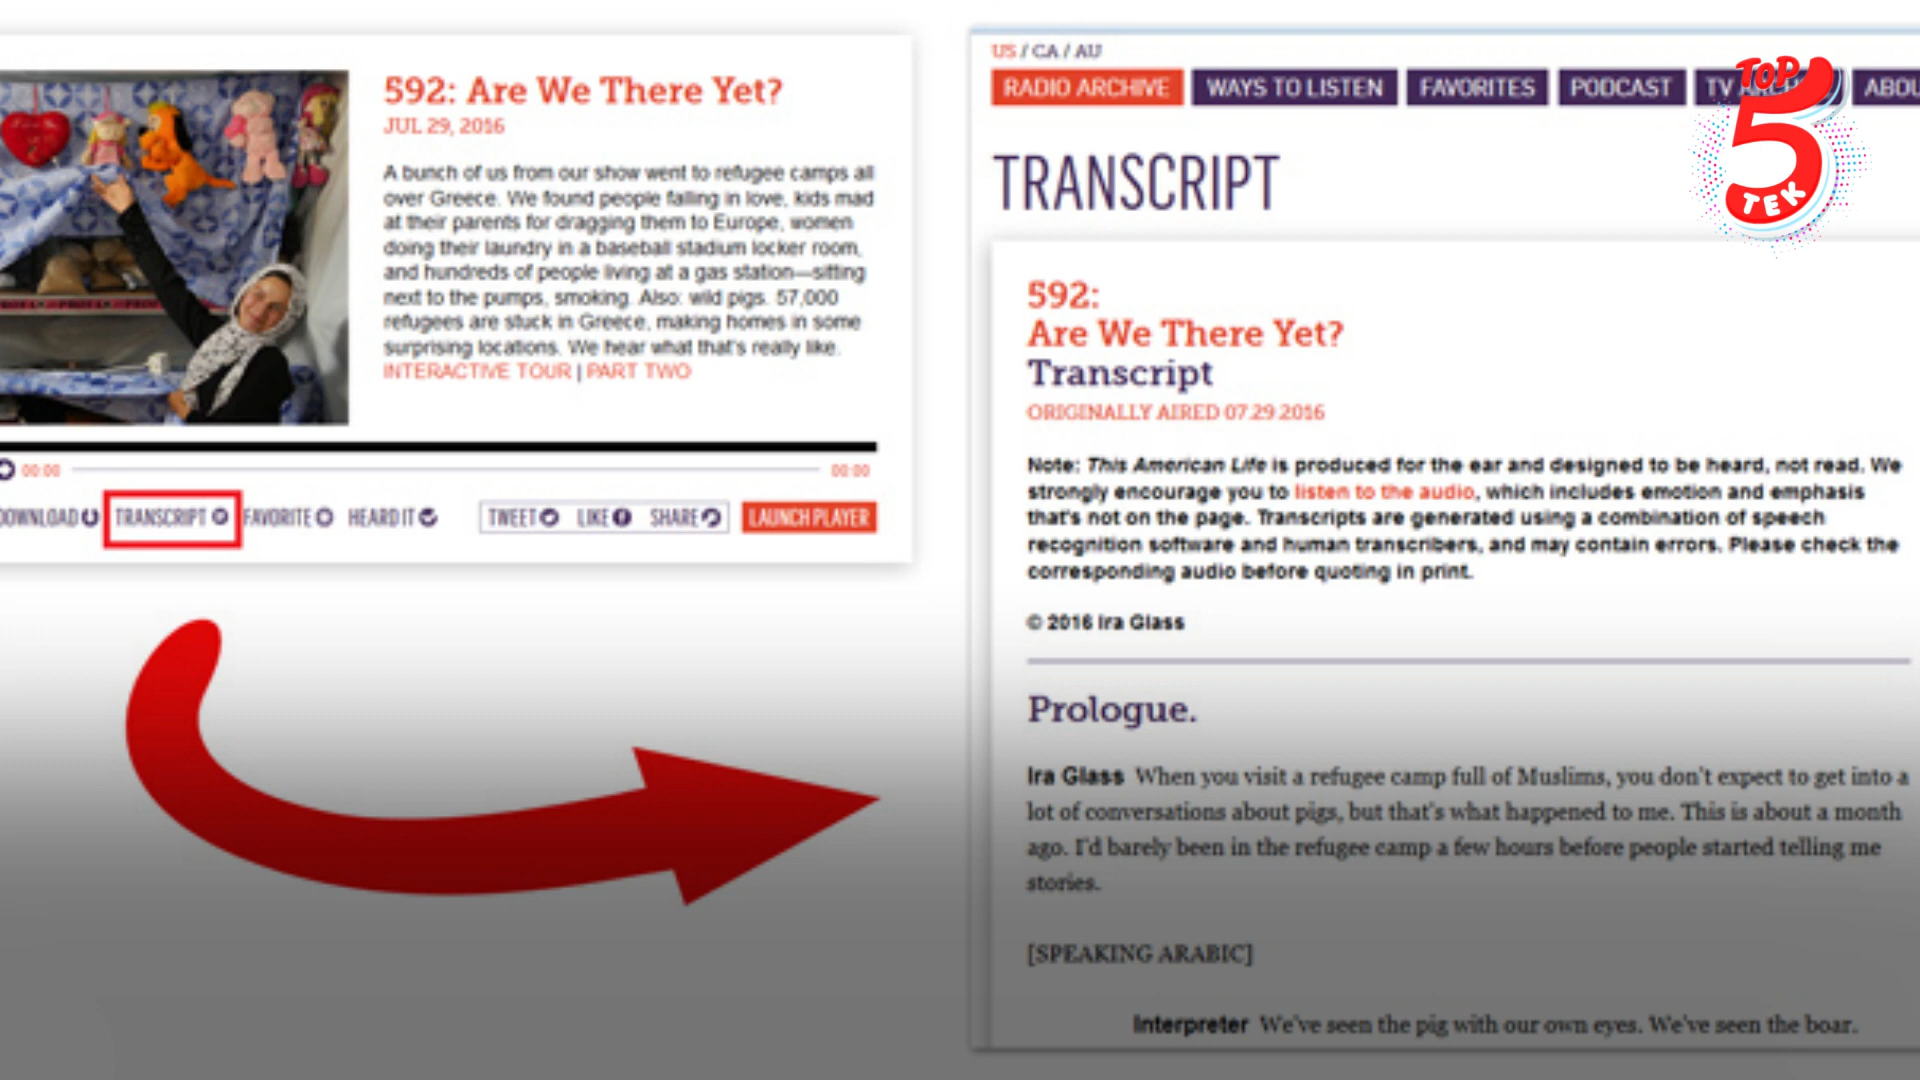 592: Are We There Yet?
JUL 29, 2016
A bunch of us from our show went to refugee camps all
over Greece. We found people falling in love, kids mad
at their parents for dragging them to Europe, women
doing their laundry in a baseball stadium locker room,
and hundreds of people living at a gas station—sitting
next to the pumps, smoking. Also: wild pigs. 57,000
refugees are stuck in Greece, making homes in some
surprising locations. We hear what that's really like.
INTERACTIVE TOUR | PART TWO
00:00 00:00
DOWNLOAD TRANSCRIPT FAVORITE HEARD IT TWEET LIKE SHARE LAUNCH PLAYER
US / CA / AU
RADIO ARCHIVE WAYS TO LISTEN FAVORITES PODCAST TV ABOU
TOP
5
TEK
TRANSCRIPT
592:
Are We There Yet?
Transcript
ORIGINALLY AIRED 07.29.2016
Note: This American Life is produced for the ear and designed to be heard, not read. We
strongly encourage you to listen to the audio, which includes emotion and emphasis
that's not on the page. Transcripts are generated using a combination of speech
recognition software and human transcribers, and may contain errors. Please check the
corresponding audio before quoting in print.
© 2016 Ira Glass
Prologue.
Ira Glass When you visit a refugee camp full of Muslims, you don't expect to get into a
lot of conversations about pigs, but that's what happened to me. This is about a month
ago. I'd barely been in the refugee camp a few hours before people started telling me
stories.
[SPEAKING ARABIC]
Interpreter We've seen the pig with our own eyes. We've seen the boar.